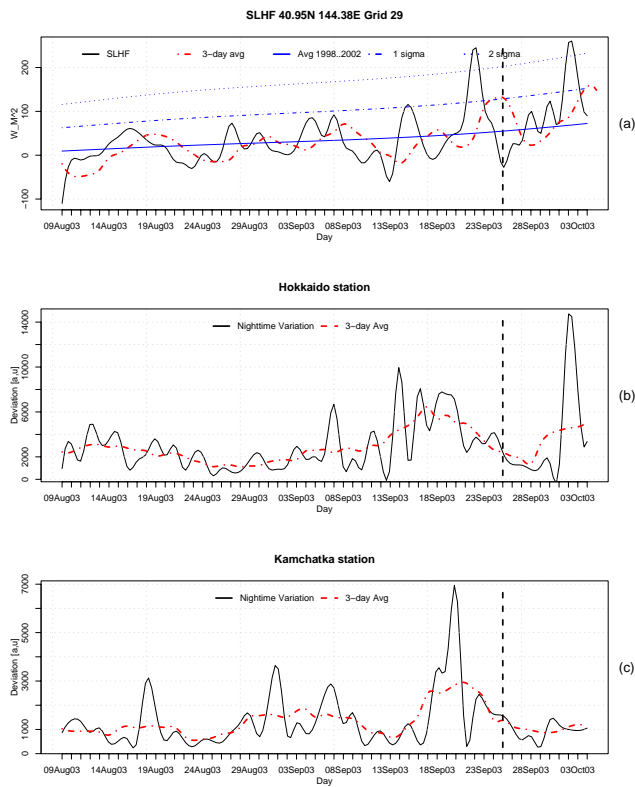 SLHF 40.95N 144.38E Grid 29
SLHF 3−day avg Avg 1998..2002 1 sigma 2 sigma
W_M^2
−100 0 100 200
09Aug03 14Aug03 19Aug03 24Aug03 29Aug03 03Sep03 08Sep03 13Sep03 18Sep03 23Sep03 28Sep03 03Oct03
Day
(a)
Hokkaido station
Nighttime Variation 3−day Avg
Deviation [a.u]
0 2000 6000 10000 14000
09Aug03 14Aug03 19Aug03 24Aug03 29Aug03 03Sep03 08Sep03 13Sep03 18Sep03 23Sep03 28Sep03 03Oct03
Day
(b)
Kamchatka station
Nightime Variation 3−day Avg
Deviation [a.u]
0 1000 3000 5000 7000
09Aug03 14Aug03 19Aug03 24Aug03 29Aug03 03Sep03 08Sep03 13Sep03 18Sep03 23Sep03 28Sep03 03Oct03
Day
(c)